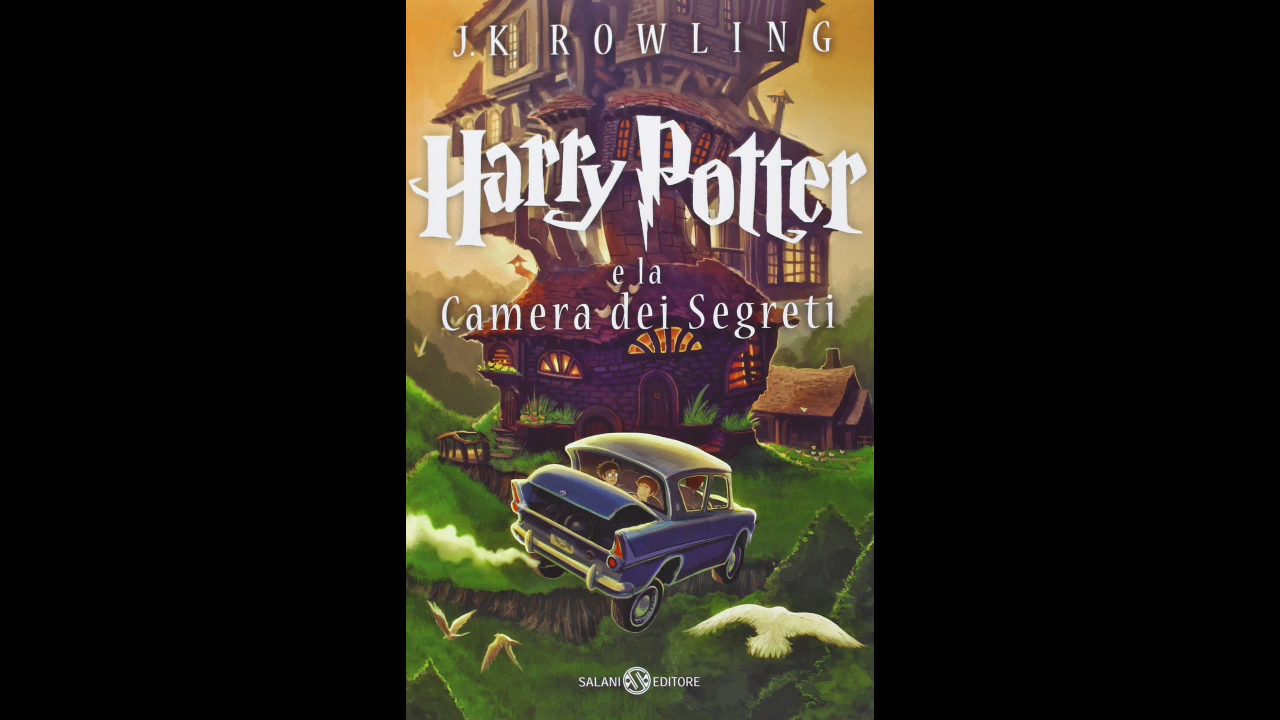 J.K. ROWLING
Harry Potter
e la
Camera dei Segreti
SALANI EDITORE